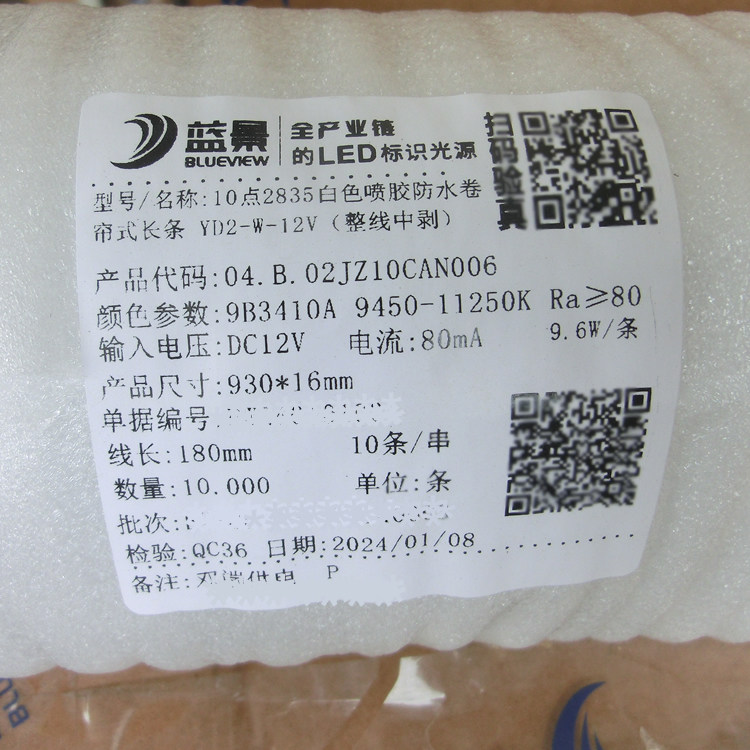 蓝景
BLUEVIEW
全产业链
的LED标识光源
扫码验真
型号/名称:10点2835白色喷胶防水卷
帘式长条 YD2-W-12V(整线中剥)
产品代码:04.B.02JZ10CAN006
颜色参数:9B3410A 9450-11250K Ra≥80
输入电压:DC12V 电流:80mA 9.6W/条
产品尺寸:930*16mm
单据编号
线长:180mm 10条/串
数量:10.000 单位:条
批次:
检验:QC36 日期:2024/01/08
备注:双端供电 P